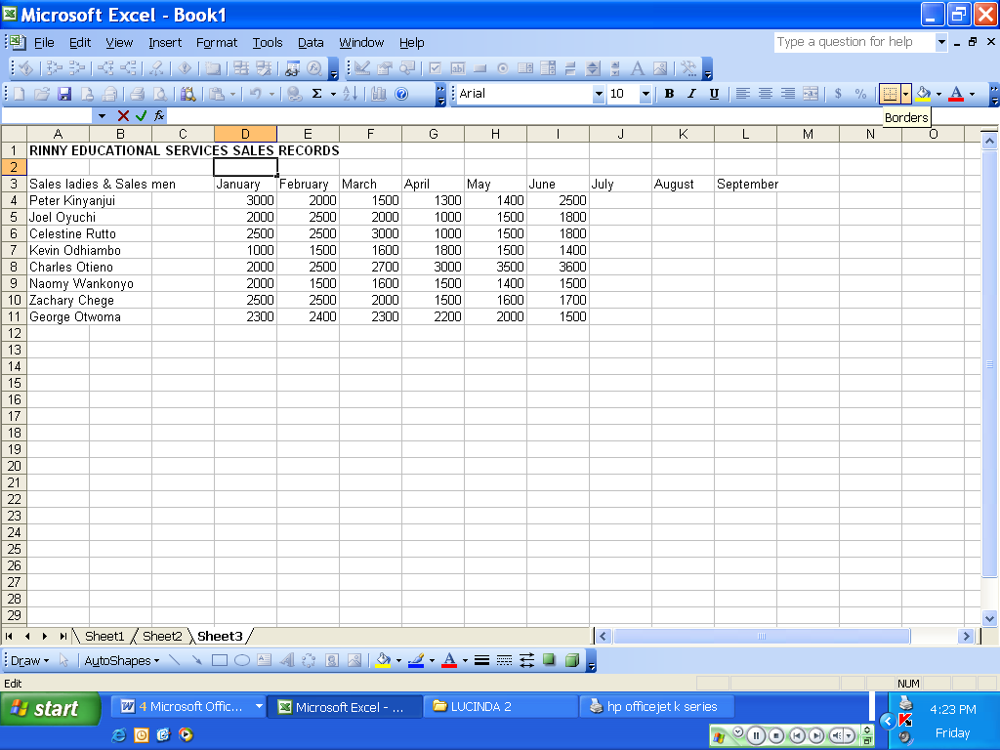 Microsoft Excel - Book1
File Edit View Insert Format Tools Data Window Help Type a question for help
Arial 10 B I U $ %
Borders
A B C D E F G H I J K L M N O
1 RINNY EDUCATIONAL SERVICES SALES RECORDS
2
3 Sales ladies & Sales men January February March April May June July August September
4 Peter Kinyanjui 3000 2000 1500 1300 1400 2500
5 Joel Oyuchi 2000 2500 2000 1000 1500 1800
6 Celestine Rutto 2500 2500 3000 1000 1500 1800
7 Kevin Odhiambo 1000 1500 1600 1800 1500 1400
8 Charles Otieno 2000 2500 2700 3000 3500 3600
9 Naomy Wankonyo 2000 1500 1600 1500 1400 1500
10 Zachary Chege 2500 2500 2000 1500 1600 1700
11 George Otwoma 2300 2400 2300 2200 2000 1500
12
13
14
15
16
17
18
19
20
21
22
23
24
25
26
27
28
29
Sheet1 Sheet2 Sheet3
Draw AutoShapes
Edit NUM
start 4 Microsoft Offic... Microsoft Excel - ... LUCINDA 2 hp officejet k series 4:23 PM
Friday